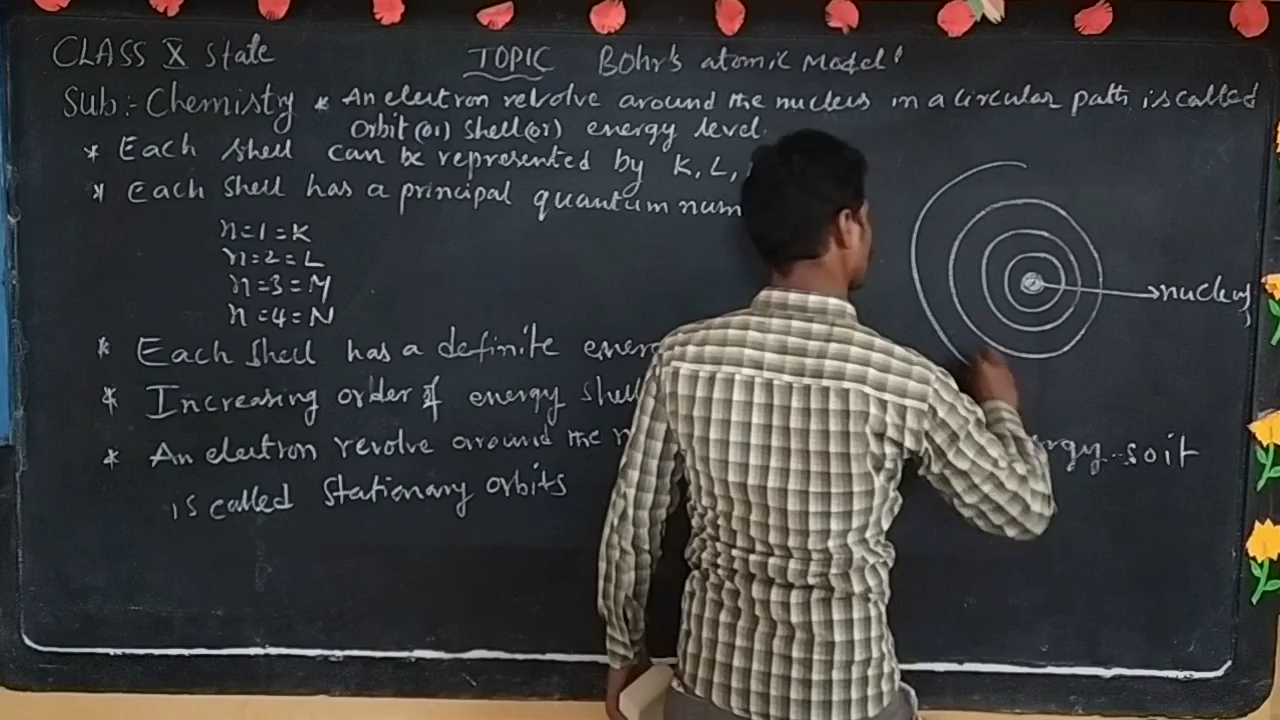 CLASS X State
TOPIC Bohr's atomic Model
Sub:- Chemistry * An electron revolve around the nucleus in a circular path, is called
orbit (or) shell (or) energy level.
* Each shell can be represented by K, L,
* Each shell has a principal quantum num
n=1=K
n=2=L
n=3=M
n=4=N
nucleus
* Each shell has a definite energ
* Increasing order of energy shell
* An electron revolve around the n rgy so it
is called stationary orbits